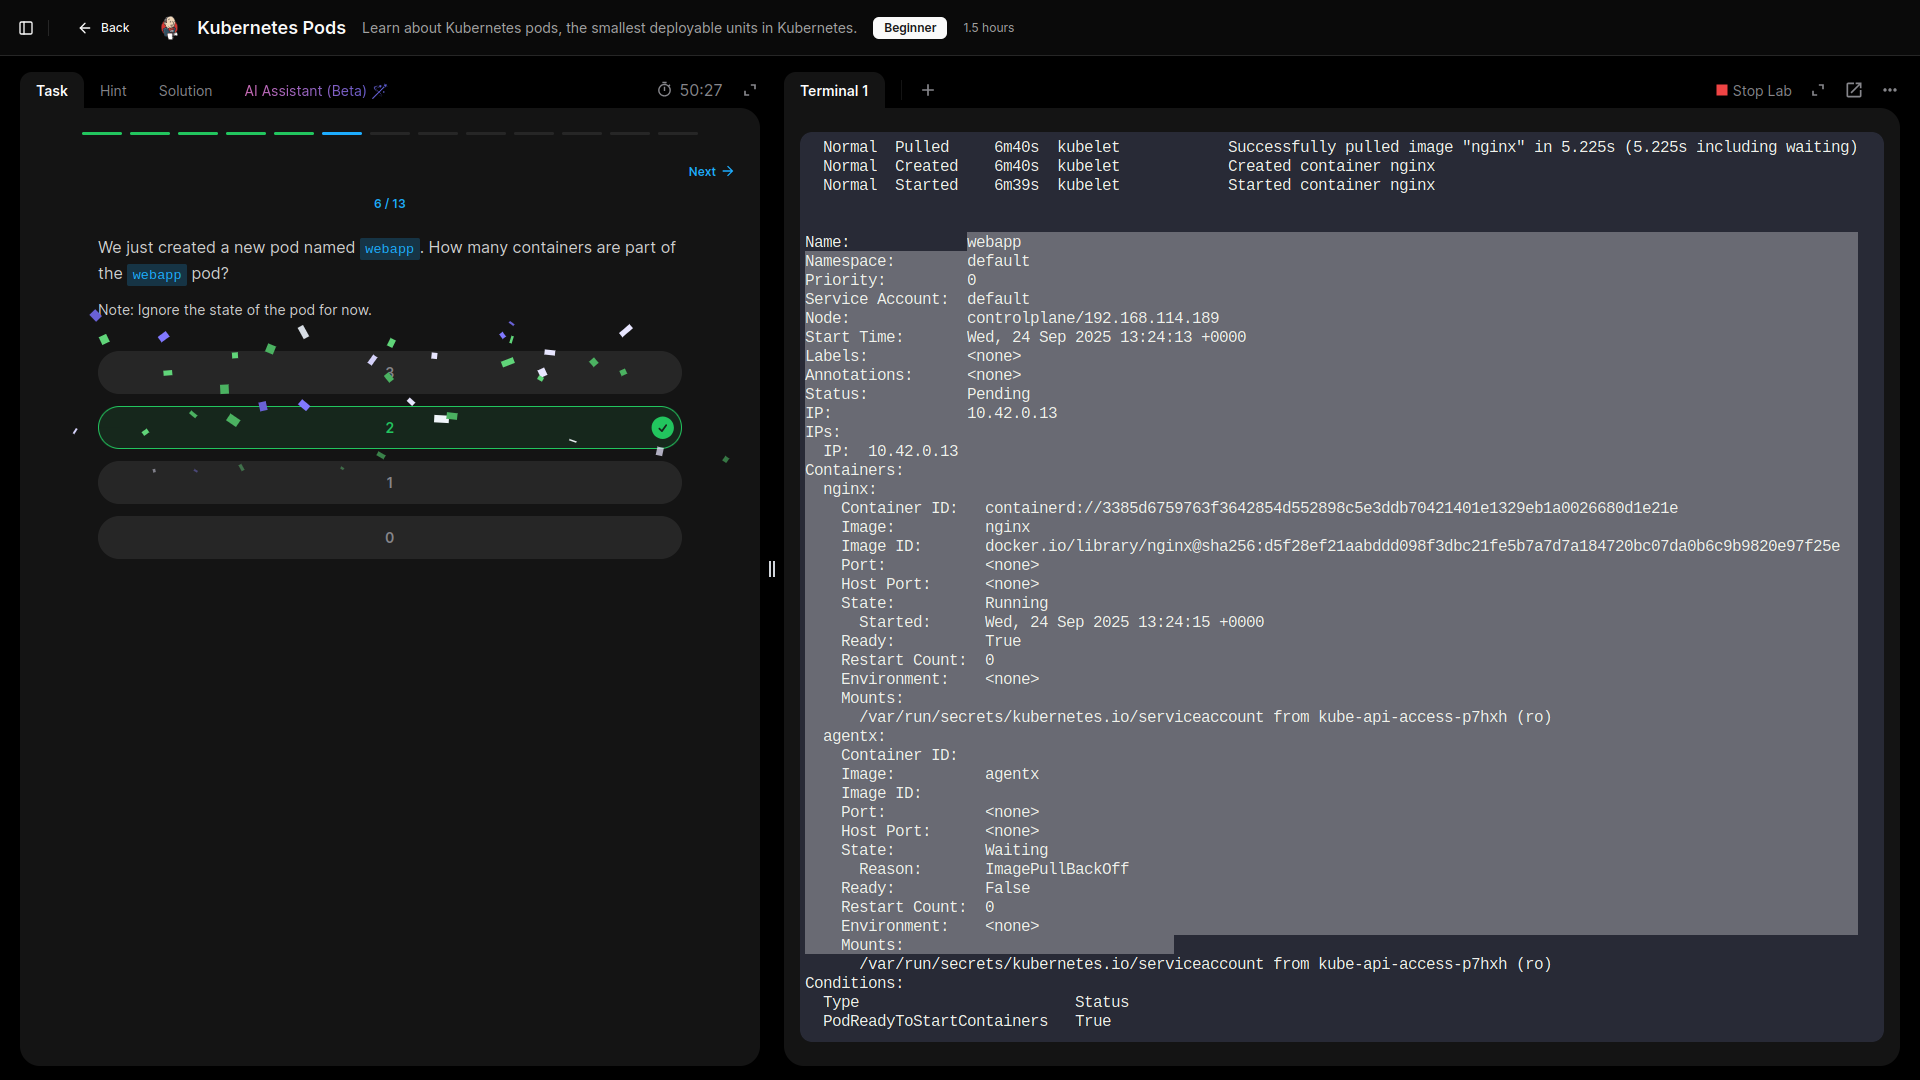 Back
Kubernetes Pods
Learn about Kubernetes pods, the smallest deployable units in Kubernetes.
Beginner
1.5 hours
Task
Hint
Solution
AI Assistant (Beta)
50:27
Next
6 / 13
We just created a new pod named webapp. How many containers are part of
the webapp pod?
Note: Ignore the state of the pod for now.
3
2
1
0
Terminal 1
Stop Lab
Normal  Pulled     6m40s  kubelet            Successfully pulled image "nginx" in 5.225s (5.225s including waiting)
Normal  Created    6m40s  kubelet            Created container nginx
Normal  Started    6m39s  kubelet            Started container nginx
Name:             webapp
Namespace:        default
Priority:         0
Service Account:  default
Node:             controlplane/192.168.114.189
Start Time:       Wed, 24 Sep 2025 13:24:13 +0000
Labels:           <none>
Annotations:      <none>
Status:           Pending
IP:               10.42.0.13
IPs:
  IP:  10.42.0.13
Containers:
  nginx:
    Container ID:   containerd://3385d6759763f3642854d552898c5e3ddb70421401e1329eb1a0026680d1e21e
    Image:          nginx
    Image ID:       docker.io/library/nginx@sha256:d5f28ef21aabddd098f3dbc21fe5b7a7d7a184720bc07da0b6c9b9820e97f25e
    Port:           <none>
    Host Port:      <none>
    State:          Running
      Started:      Wed, 24 Sep 2025 13:24:15 +0000
    Ready:          True
    Restart Count:  0
    Environment:    <none>
    Mounts:
      /var/run/secrets/kubernetes.io/serviceaccount from kube-api-access-p7hxh (ro)
  agentx:
    Container ID:
    Image:          agentx
    Image ID:
    Port:           <none>
    Host Port:      <none>
    State:          Waiting
      Reason:       ImagePullBackOff
    Ready:          False
    Restart Count:  0
    Environment:    <none>
    Mounts:
      /var/run/secrets/kubernetes.io/serviceaccount from kube-api-access-p7hxh (ro)
Conditions:
  Type                        Status
  PodReadyToStartContainers   True